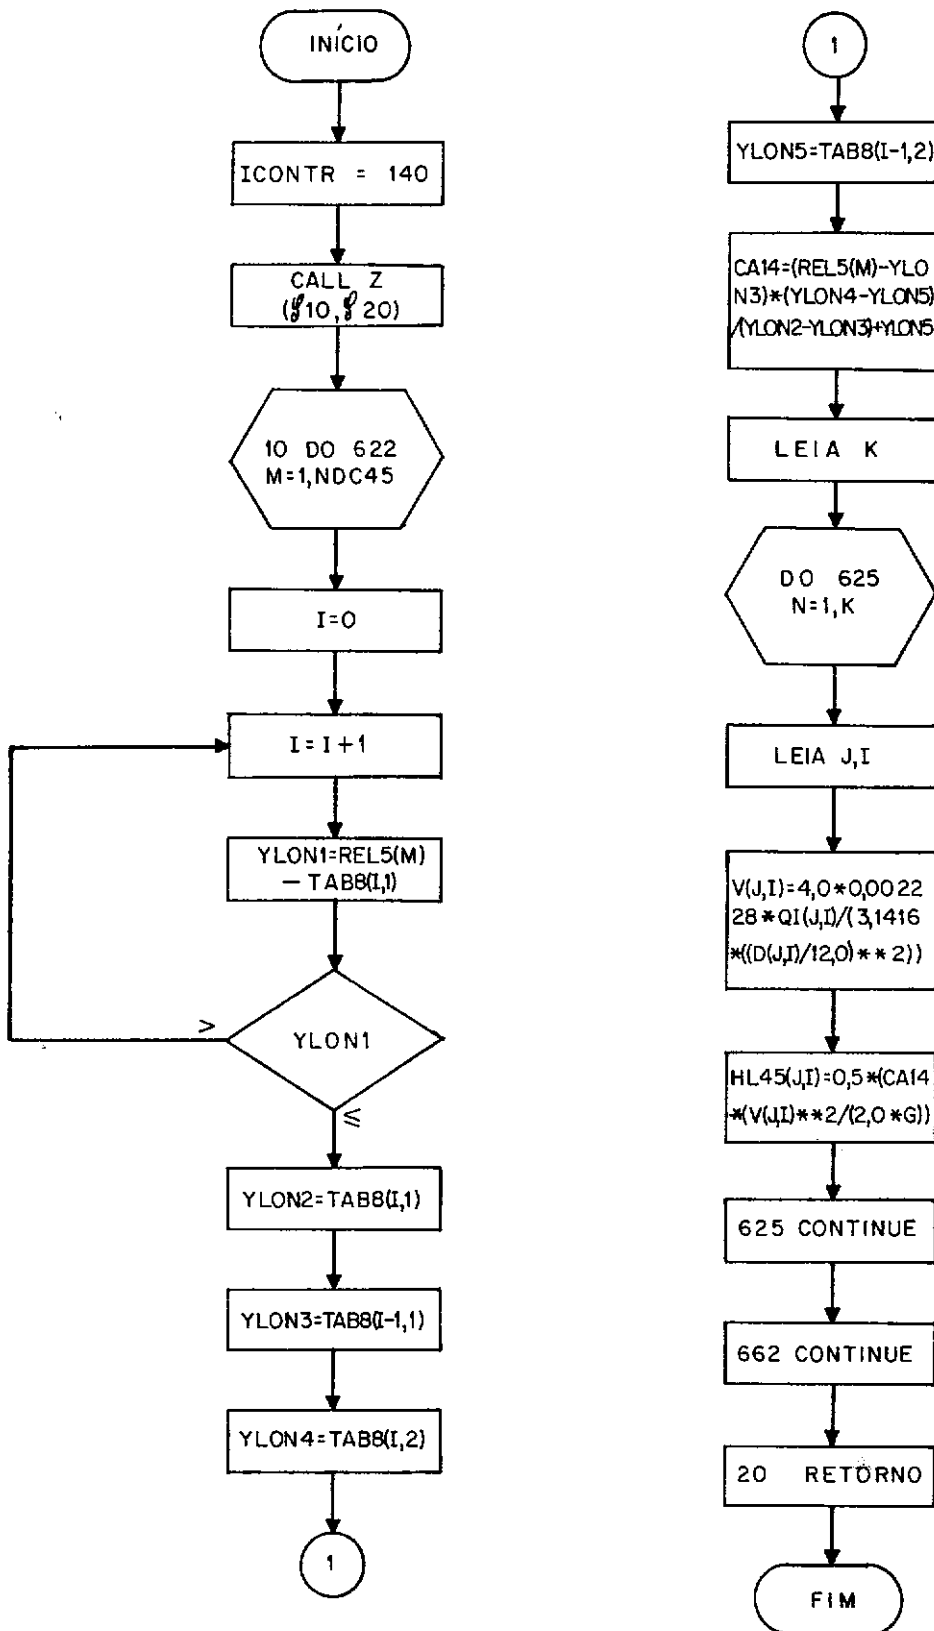 INÍCIO
ICONTR = 140
CALL Z
(&10,&20)
10 DO 622
M=1,NDC45
I=0
I=I+1
YLON1=REL5(M)
-TAB8(I,1)
YLON1
>
≤
YLON2=TAB8(I,1)
YLON3=TAB8(I-1,1)
YLON4=TAB8(I,2)
1
1
YLON5=TAB8(I-1,2)
CA14=(REL5(M)-YLO
N3)*(YLON4-YLON5)
/(YLON2-YLON3)+YLON5
LEIA K
DO 625
N=1,K
LEIA J,I
V(J,I)=4,0*0,0022
28*QI(J,I)/(3,1416
*((D(J,I)/12,0)**2))
HL45(J,I)=0,5*(CA14
*(V(J,I)**2/(2,0*G))
625 CONTINUE
662 CONTINUE
20 RETORNO
FIM